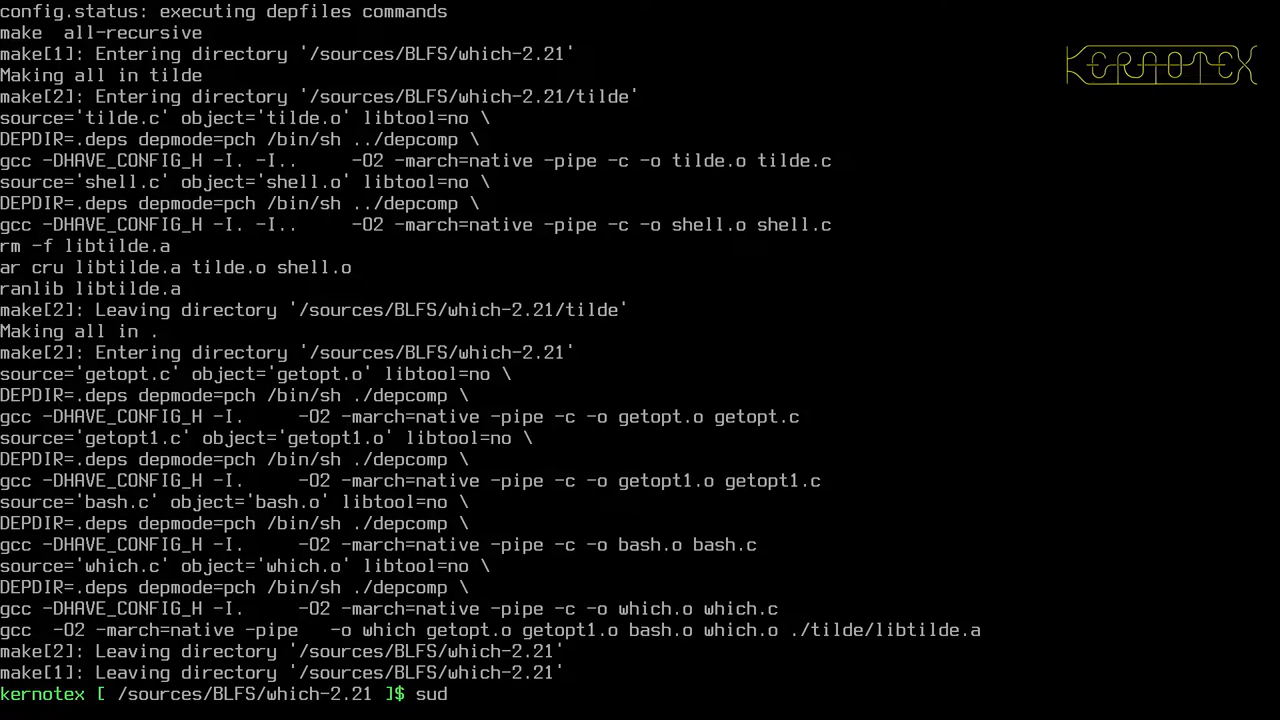 config.status: executing depfiles commands
KERNOTEX
make  all-recursive
make[1]: Entering directory '/sources/BLFS/which-2.21'
Making all in tilde
make[2]: Entering directory '/sources/BLFS/which-2.21/tilde'
source='tilde.c' object='tilde.o' libtool=no \
DEPDIR=.deps depmode=pch /bin/sh ../depcomp \
gcc -DHAVE_CONFIG_H -I. -I..     -O2 -march=native -pipe -c -o tilde.o tilde.c
source='shell.c' object='shell.o' libtool=no \
DEPDIR=.deps depmode=pch /bin/sh ../depcomp \
gcc -DHAVE_CONFIG_H -I. -I..     -O2 -march=native -pipe -c -o shell.o shell.c
rm -f libtilde.a
ar cru libtilde.a tilde.o shell.o
ranlib libtilde.a
make[2]: Leaving directory '/sources/BLFS/which-2.21/tilde'
Making all in .
make[2]: Entering directory '/sources/BLFS/which-2.21'
source='getopt.c' object='getopt.o' libtool=no \
DEPDIR=.deps depmode=pch /bin/sh ./depcomp \
gcc -DHAVE_CONFIG_H -I.     -O2 -march=native -pipe -c -o getopt.o getopt.c
source='getopt1.c' object='getopt1.o' libtool=no \
DEPDIR=.deps depmode=pch /bin/sh ./depcomp \
gcc -DHAVE_CONFIG_H -I.     -O2 -march=native -pipe -c -o getopt1.o getopt1.c
source='bash.c' object='bash.o' libtool=no \
DEPDIR=.deps depmode=pch /bin/sh ./depcomp \
gcc -DHAVE_CONFIG_H -I.     -O2 -march=native -pipe -c -o bash.o bash.c
source='which.c' object='which.o' libtool=no \
DEPDIR=.deps depmode=pch /bin/sh ./depcomp \
gcc -DHAVE_CONFIG_H -I.     -O2 -march=native -pipe -c -o which.o which.c
gcc  -O2 -march=native -pipe   -o which getopt.o getopt1.o bash.o which.o ./tilde/libtilde.a
make[2]: Leaving directory '/sources/BLFS/which-2.21'
make[1]: Leaving directory '/sources/BLFS/which-2.21'
kernotex [ /sources/BLFS/which-2.21 ]$ sud